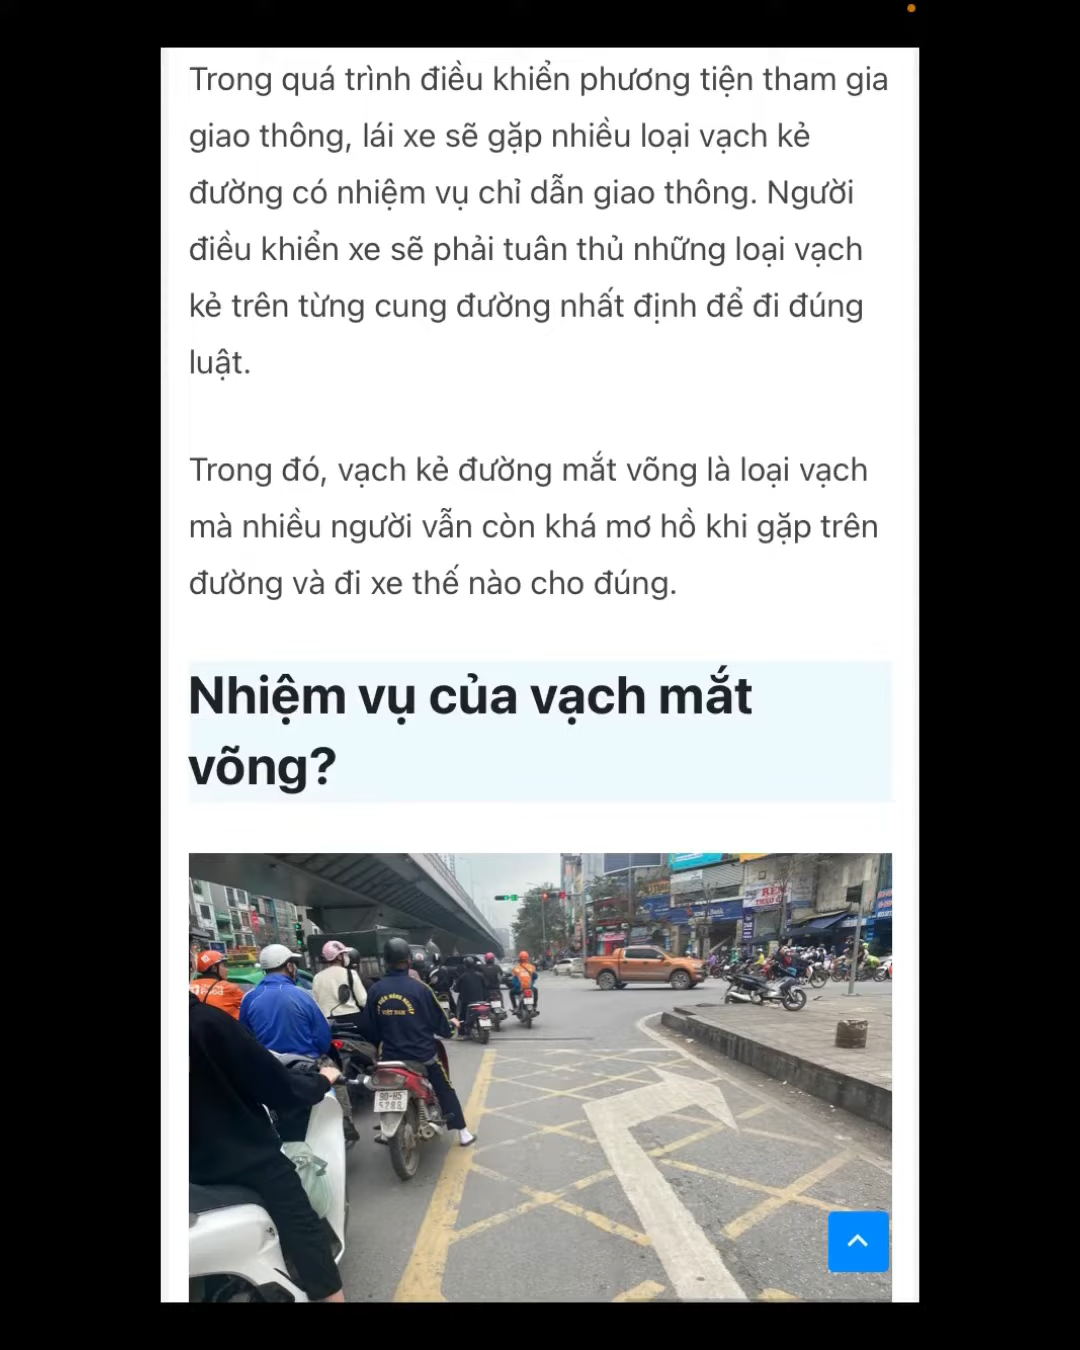 Trong quá trình điều khiển phương tiện tham gia
giao thông, lái xe sẽ gặp nhiều loại vạch kẻ
đường có nhiệm vụ chỉ dẫn giao thông. Người
điều khiển xe sẽ phải tuân thủ những loại vạch
kẻ trên từng cung đường nhất định để đi đúng
luật.
Trong đó, vạch kẻ đường mắt võng là loại vạch
mà nhiều người vẫn còn khá mơ hồ khi gặp trên
đường và đi xe thế nào cho đúng.
Nhiệm vụ của vạch mắt
võng?
VIỆT NAM